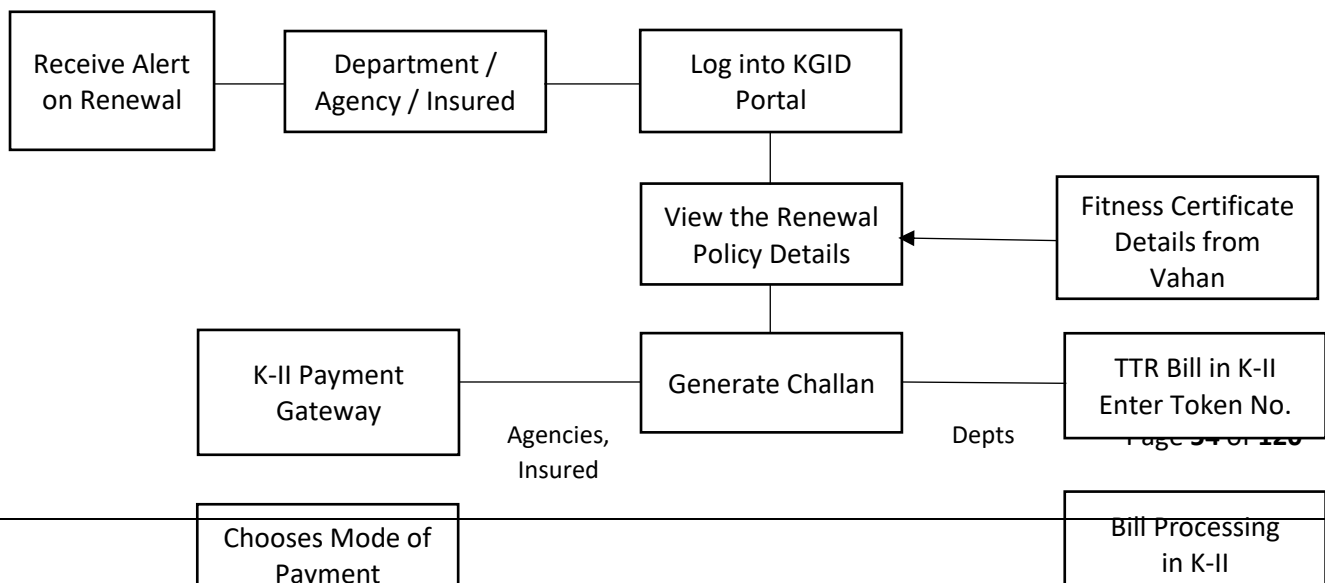 Receive Alert
on Renewal
Department /
Agency / Insured
Log into KGID
Portal
View the Renewal
Policy Details
Fitness Certificate
Details from
Vahan
K-II Payment
Gateway
Generate Challan
TTR Bill in K-II
Enter Token No.
Agencies,
Insured
Depts
Chooses Mode of
Payment
Bill Processing
in K-II